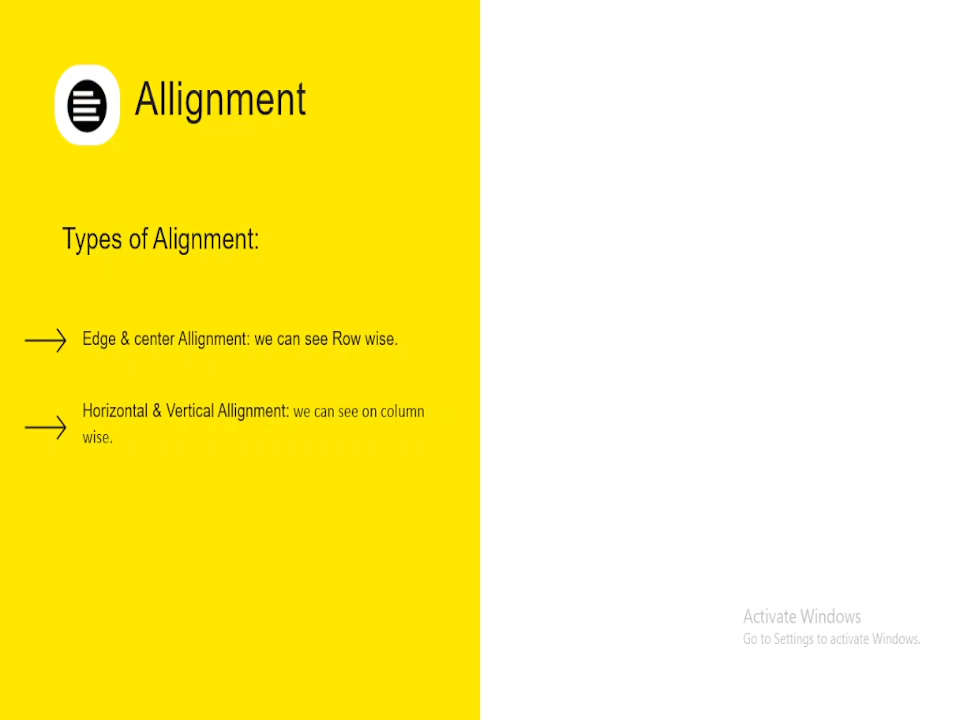 Allignment
Types of Alignment:
Edge & center Allignment: we can see Row wise.
Horizontal & Vertical Allignment: we can see on column
wise.
Activate Windows
Go to Settings to activate Windows.